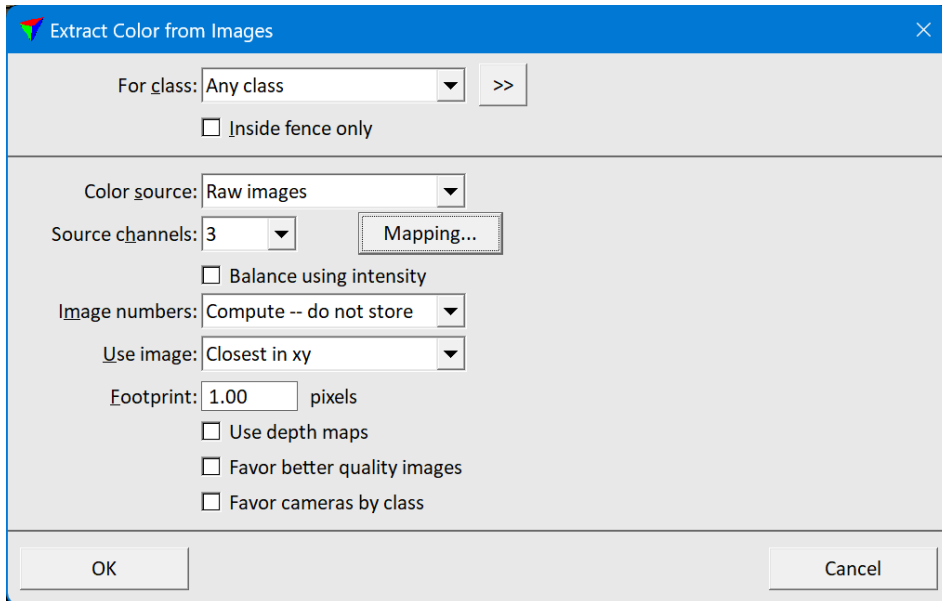 Extract Color from Images
For class: Any class >>
Inside fence only
Color source: Raw images
Source channels: 3 Mapping...
Balance using intensity
Image numbers: Compute -- do not store
Use image: Closest in xy
Footprint: 1.00 pixels
Use depth maps
Favor better quality images
Favor cameras by class
OK Cancel